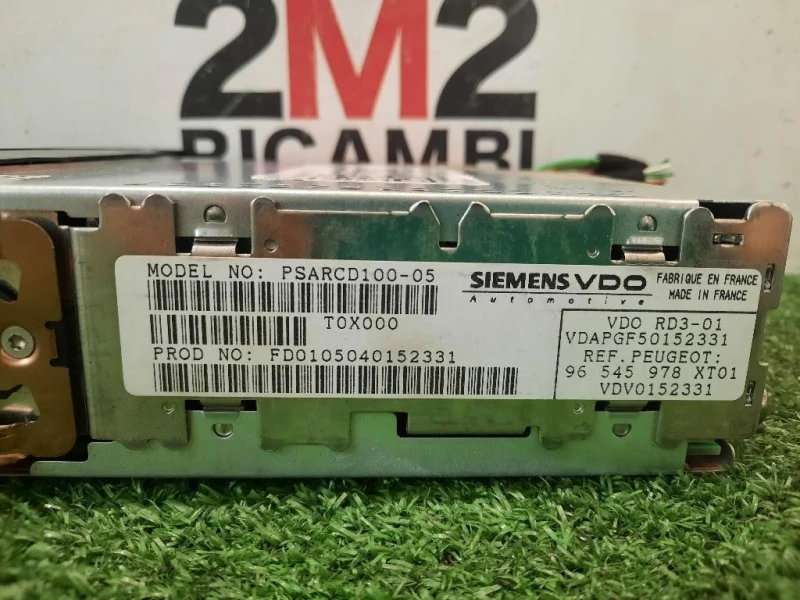 2M2
RICAMBI
MODEL NO: PSARCD100-05
SIEMENS VDO
Automotive
FABRIQUE EN FRANCE
MADE IN FRANCE
T0X000
PROD NO: FD0105040152331
VDO RD3-01
VDAPGF50152331
REF.PEUGEOT:
96 545 978 XT01
VDV0152331